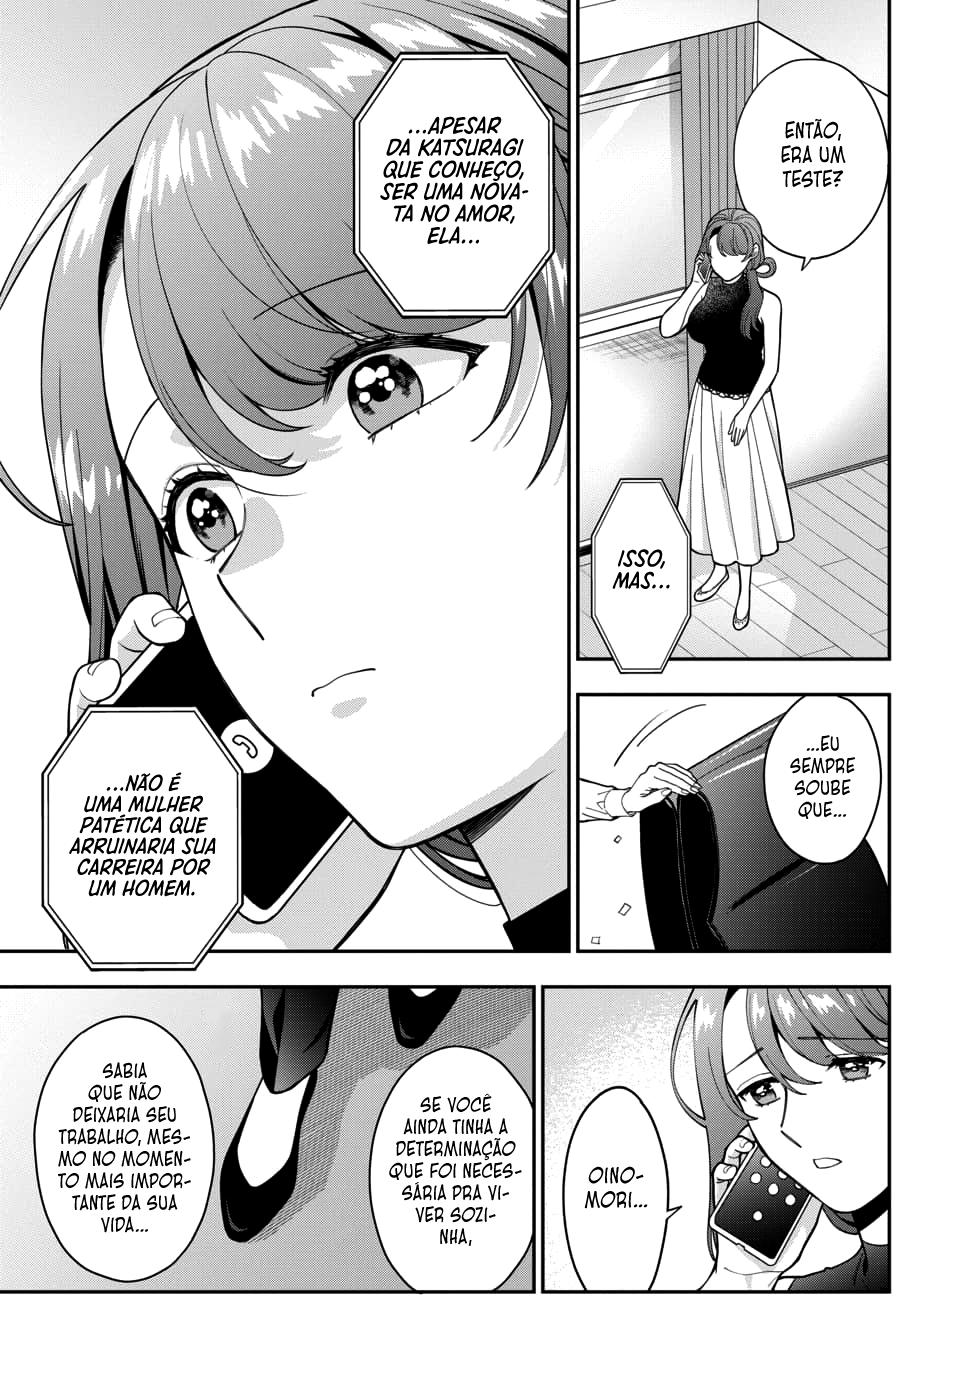 ENTÃO,
ERA UM
TESTE?
ISSO,
MAS...
...APESAR
DA KATSURAGI
QUE CONHEÇO,
SER UMA NOVA-
TA NO AMOR,
ELA...
...NÃO É
UMA MULHER
PATÉTICA QUE
ARRUINARIA SUA
CARREIRA POR
UM HOMEM.
...EU
SEMPRE
SOUBE
QUE...
OINO-
MORI...
SE VOCÊ
AINDA TINHA A
DETERMINAÇÃO
QUE FOI NECES-
SÁRIA PRA VI-
VER SOZI-
NHA,
SABIA
QUE NÃO
DEIXARIA SEU
TRABALHO, MES-
MO NO MOMEN-
TO MAIS IMPOR-
TANTE DA SUA
VIDA...